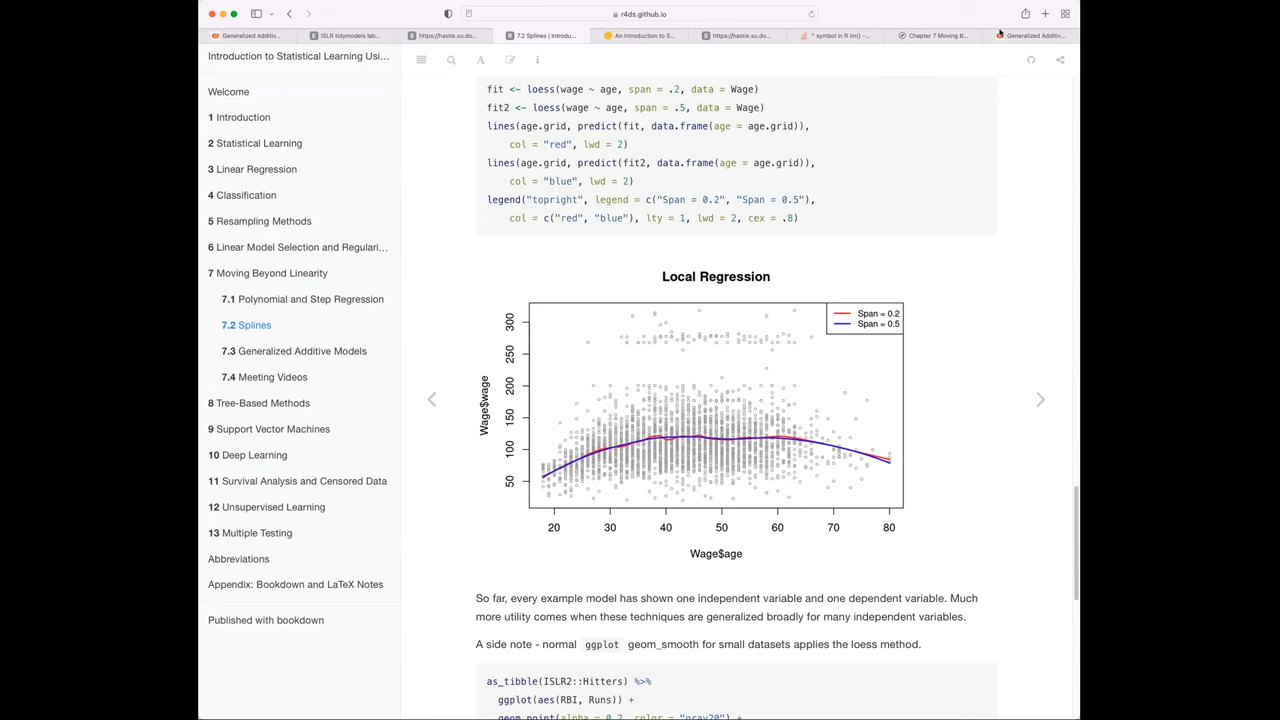 r4ds.github.io
Generalized Additiv...
ISLR tidymodels lab...
https://hastie.su.do...
7.2 Splines | Introdu...
An Introduction to S...
https://hastie.su.do...
^ symbol in R lm() -...
Chapter 7 Moving B...
Generalized Additiv...
Introduction to Statistical Learning Usi...
Welcome
1 Introduction
2 Statistical Learning
3 Linear Regression
4 Classification
5 Resampling Methods
6 Linear Model Selection and Regulari...
7 Moving Beyond Linearity
7.1 Polynomial and Step Regression
7.2 Splines
7.3 Generalized Additive Models
7.4 Meeting Videos
8 Tree-Based Methods
9 Support Vector Machines
10 Deep Learning
11 Survival Analysis and Censored Data
12 Unsupervised Learning
13 Multiple Testing
Abbreviations
Appendix: Bookdown and LaTeX Notes
Published with bookdown
fit <- loess(wage ~ age, span = .2, data = Wage)
fit2 <- loess(wage ~ age, span = .5, data = Wage)
lines(age.grid, predict(fit, data.frame(age = age.grid)),
col = "red", lwd = 2)
lines(age.grid, predict(fit2, data.frame(age = age.grid)),
col = "blue", lwd = 2)
legend("topright", legend = c("Span = 0.2", "Span = 0.5"),
col = c("red", "blue"), lty = 1, lwd = 2, cex = .8)
Local Regression
Span = 0.2
Span = 0.5
300
250
200
150
100
50
Wage$wage
20 30 40 50 60 70 80
Wage$age
So far, every example model has shown one independent variable and one dependent variable. Much
more utility comes when these techniques are generalized broadly for many independent variables.
A side note - normal ggplot geom_smooth for small datasets applies the loess method.
as_tibble(ISLR2::Hitters) %>%
ggplot(aes(RBI, Runs)) +
geom_point(alpha = 0.2, color = "gray20") +